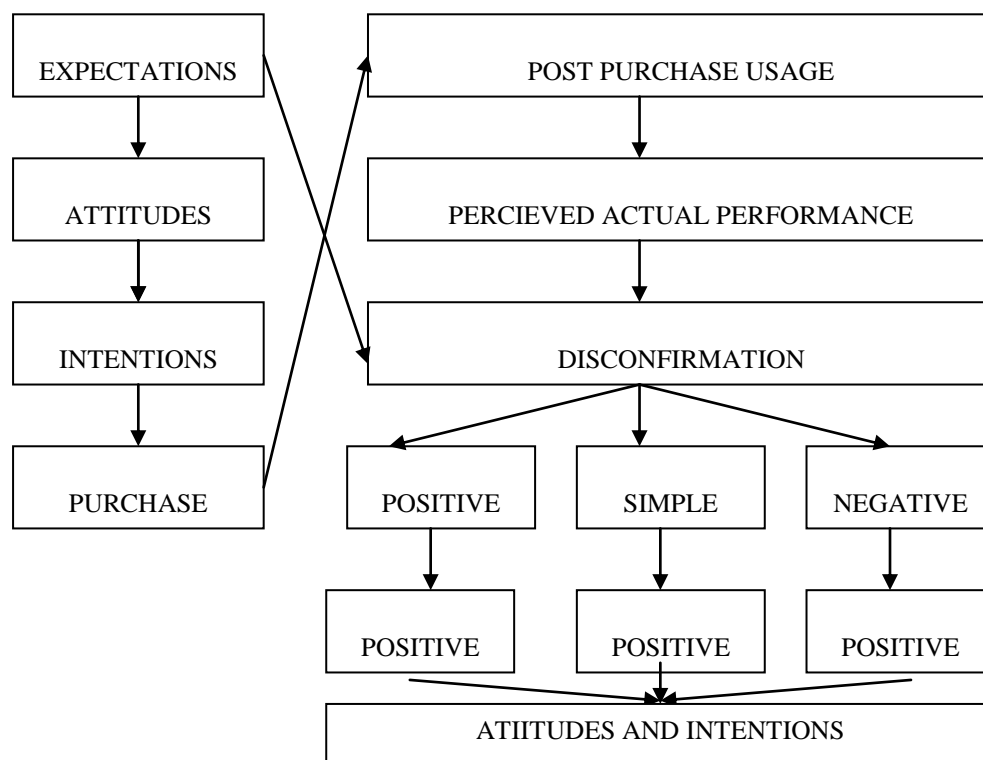 EXPECTATIONS
ATTITUDES
INTENTIONS
PURCHASE
POST PURCHASE USAGE
PERCIEVED ACTUAL PERFORMANCE
DISCONFIRMATION
POSITIVE
SIMPLE
NEGATIVE
POSITIVE
POSITIVE
POSITIVE
ATIITUDES AND INTENTIONS